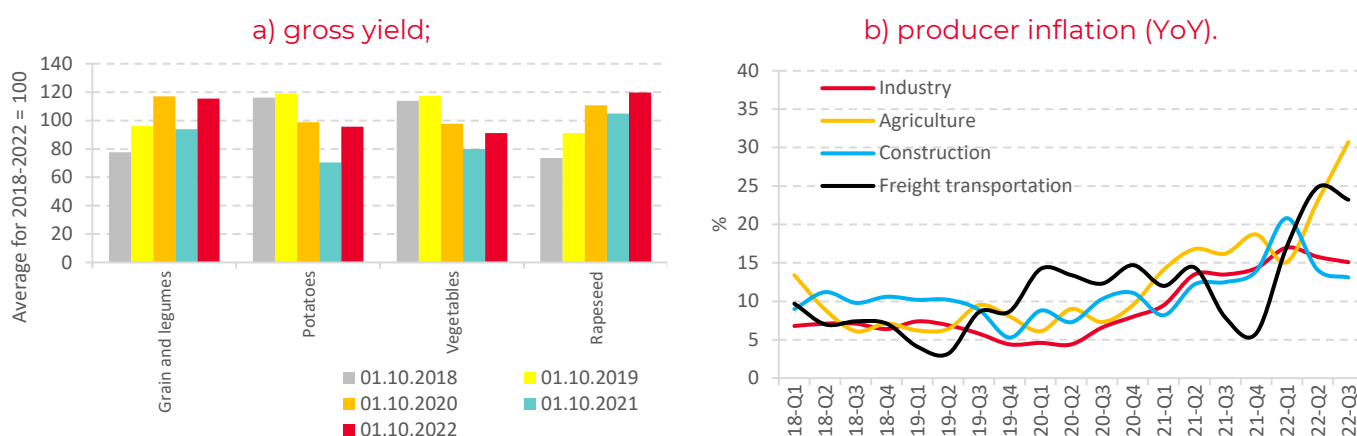 a) gross yield;
Average for 2018-2022 = 100
140
120
100
80
60
40
20
0
Grain and legumes
Potatoes
Vegetables
Rapeseed
01.10.2018
01.10.2019
01.10.2020
01.10.2021
01.10.2022
b) producer inflation (YoY).
%
40
35
30
25
20
15
10
5
0
Industry
Agriculture
Construction
Freight transportation
18-Q1
18-Q2
18-Q3
18-Q4
19-Q1
19-Q2
19-Q3
19-Q4
20-Q1
20-Q2
20-Q3
20-Q4
21-Q1
21-Q2
21-Q3
21-Q4
22-Q1
22-Q2
22-Q3